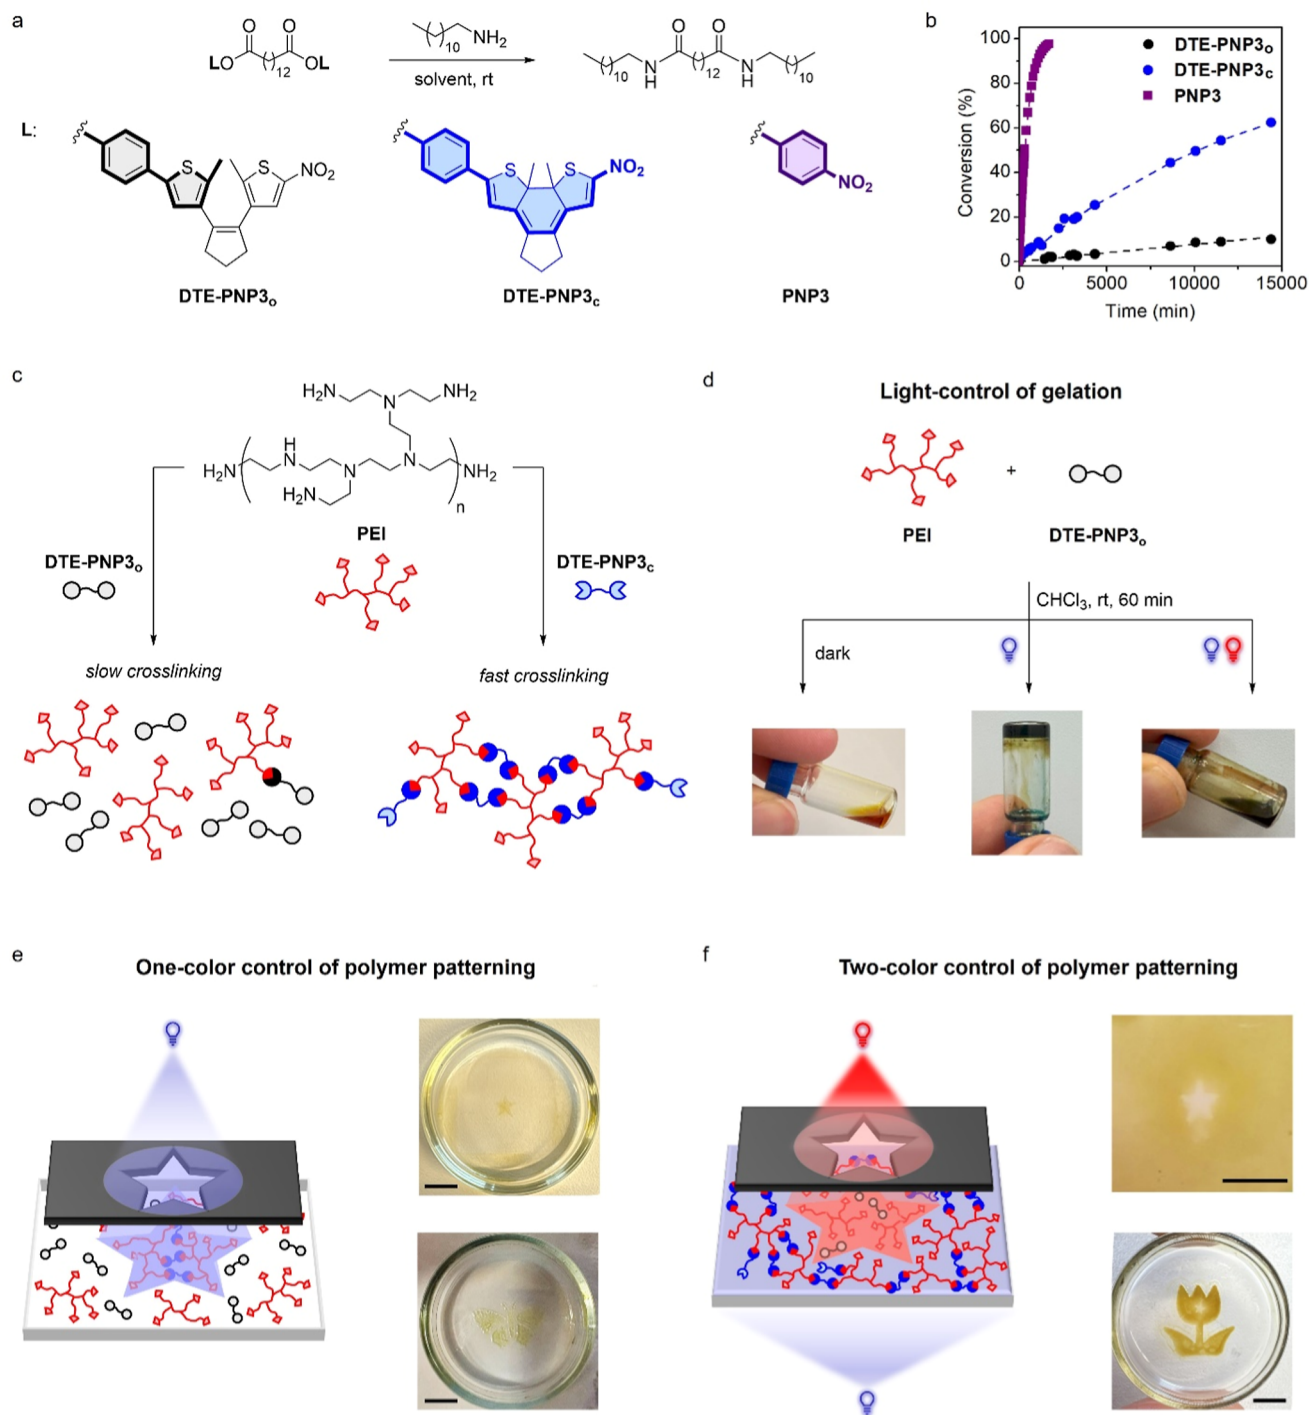 a
O O
LO OL
12
10 NH2
solvent, rt
O O
10 N H 12 N H 10
L:
S S NO2
DTE-PNP3o
S S NO2
DTE-PNP3c
NO2
PNP3
b
DTE-PNP3o
DTE-PNP3c
PNP3
Conversion (%)
100
80
60
40
20
0
0 5000 10000 15000
Time (min)
c
H2N N NH2
H2N H N N N NH2
H2N n
PEI
DTE-PNP3o
DTE-PNP3c
slow crosslinking
fast crosslinking
d
Light-control of gelation
+
PEI DTE-PNP3o
CHCl3, rt, 60 min
dark
e
One-color control of polymer patterning
f
Two-color control of polymer patterning